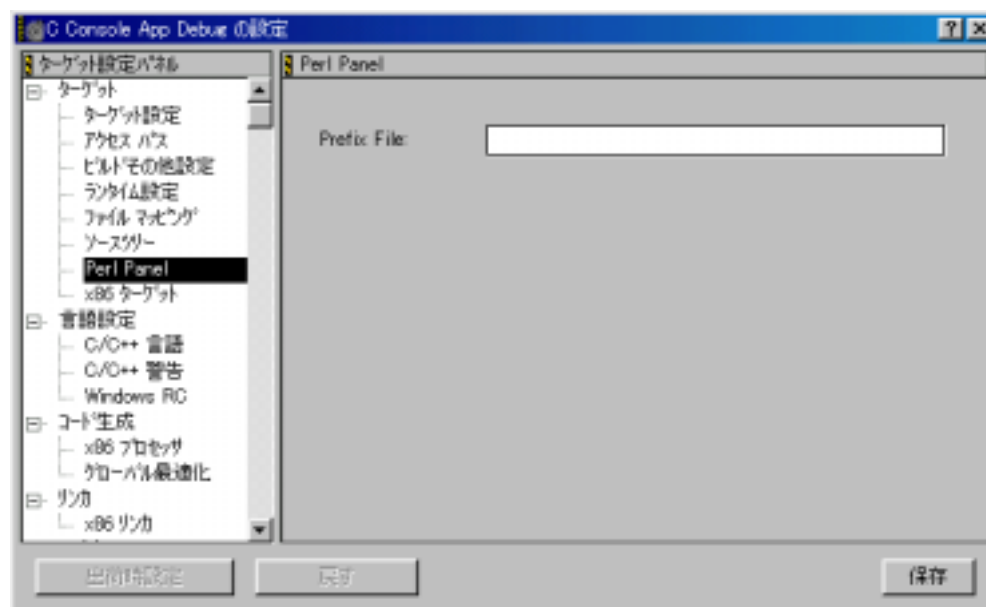 C Console App Debug の設定
ターゲット設定パネル
Perl Panel
ターゲット
ターゲット設定
アクセス パス
ビルドその他設定
ランタイム設定
ファイル マッピング
ソースツリー
Perl Panel
x86 ターゲット
言語設定
C/C++ 言語
C/C++ 警告
Windows RC
コード生成
x86 プロセッサ
グローバル最適化
リンカ
x86 リンカ
Prefix File:
出荷時設定
戻す
保存